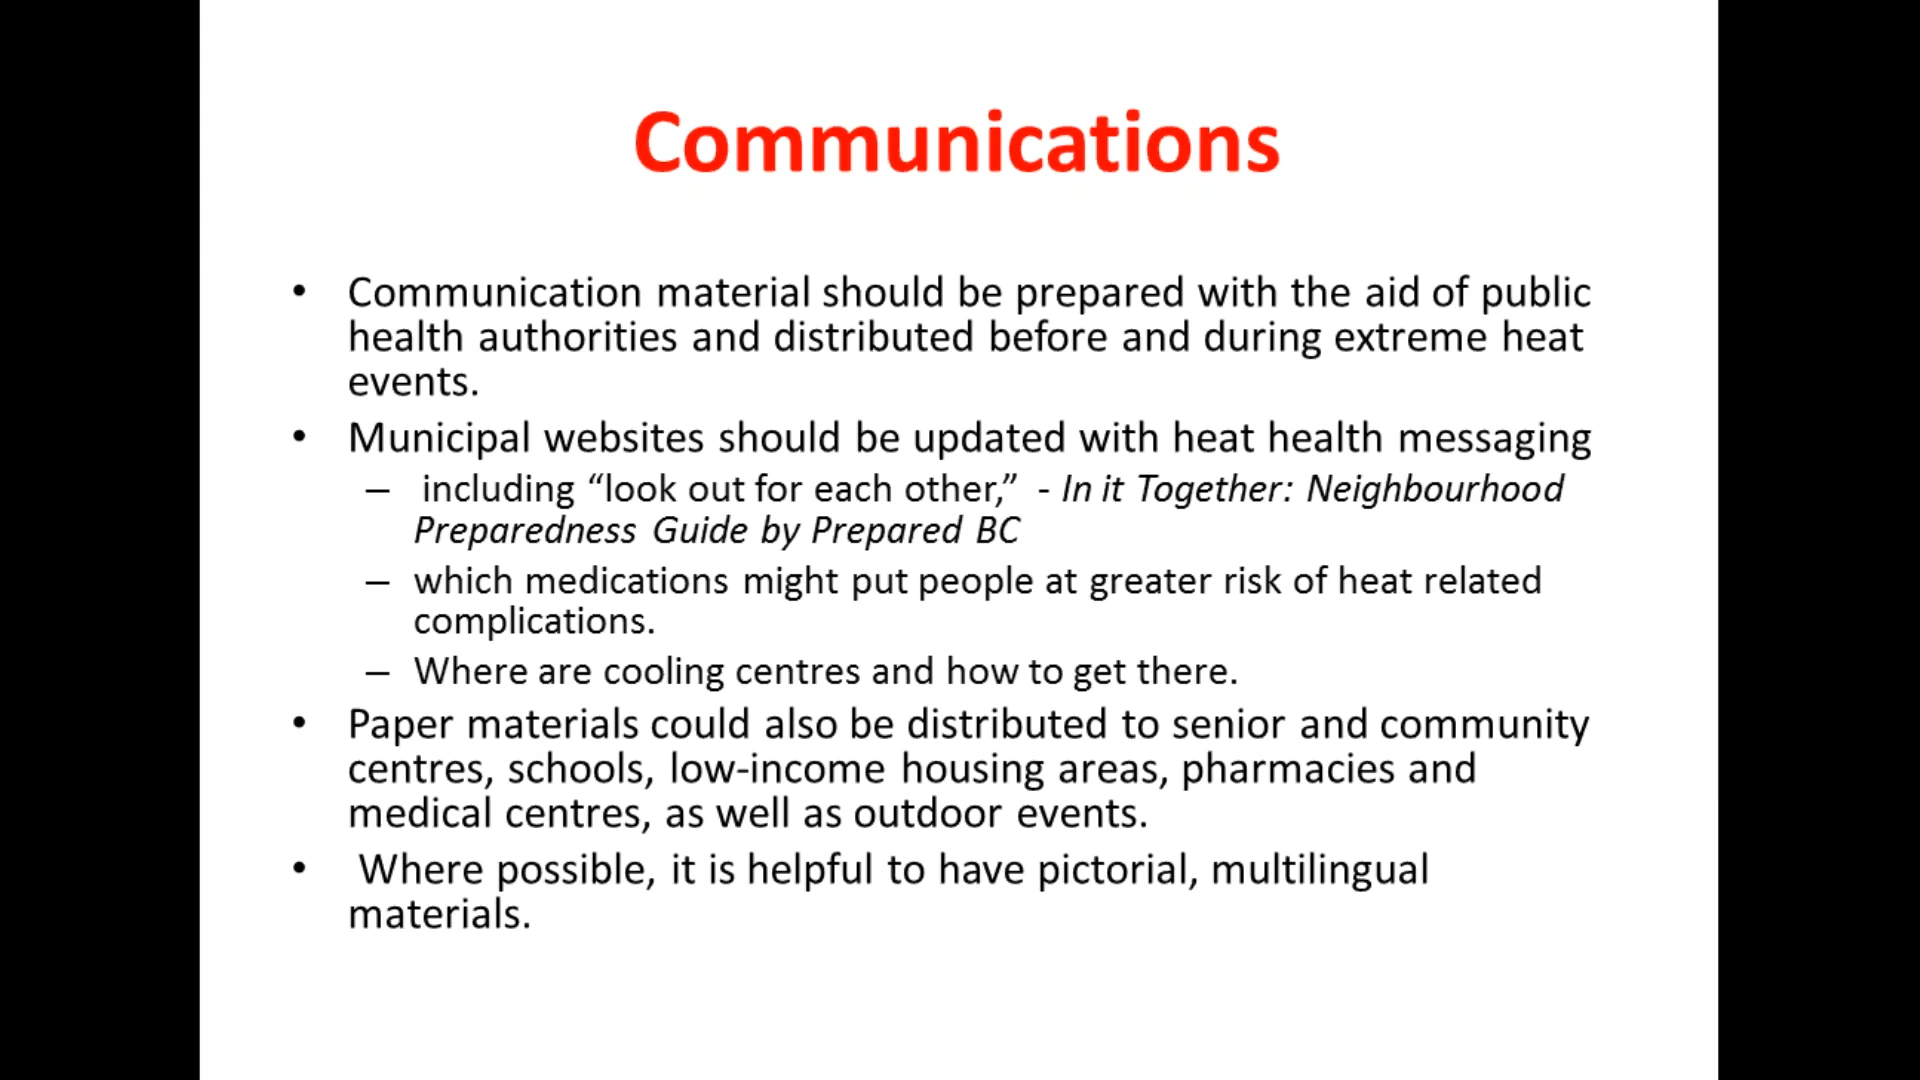 Communications
• Communication material should be prepared with the aid of public
health authorities and distributed before and during extreme heat
events.
• Municipal websites should be updated with heat health messaging
– including “look out for each other,” - In it Together: Neighbourhood
Preparedness Guide by Prepared BC
– which medications might put people at greater risk of heat related
complications.
– Where are cooling centres and how to get there.
• Paper materials could also be distributed to senior and community
centres, schools, low-income housing areas, pharmacies and
medical centres, as well as outdoor events.
• Where possible, it is helpful to have pictorial, multilingual
materials.